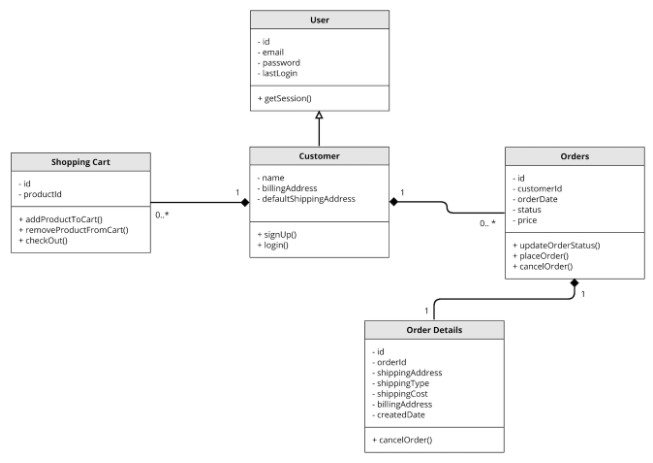 User
- id
- email
- password
- lastLogin
+ getSession()
Shopping Cart
- id
- productId
+ addProductToCart()
+ removeProductFromCart()
+ checkOut()
0..*
1
Customer
- name
- billingAddress
- defaultShippingAddress
+ signUp()
+ login()
1
0.. *
Orders
- id
- customerId
- orderDate
- status
- price
+ updateOrderStatus()
+ placeOrder()
+ cancelOrder()
1
1
Order Details
- id
- orderId
- shippingAddress
- shippingType
- shippingCost
- billingAddress
- createdDate
+ cancelOrder()